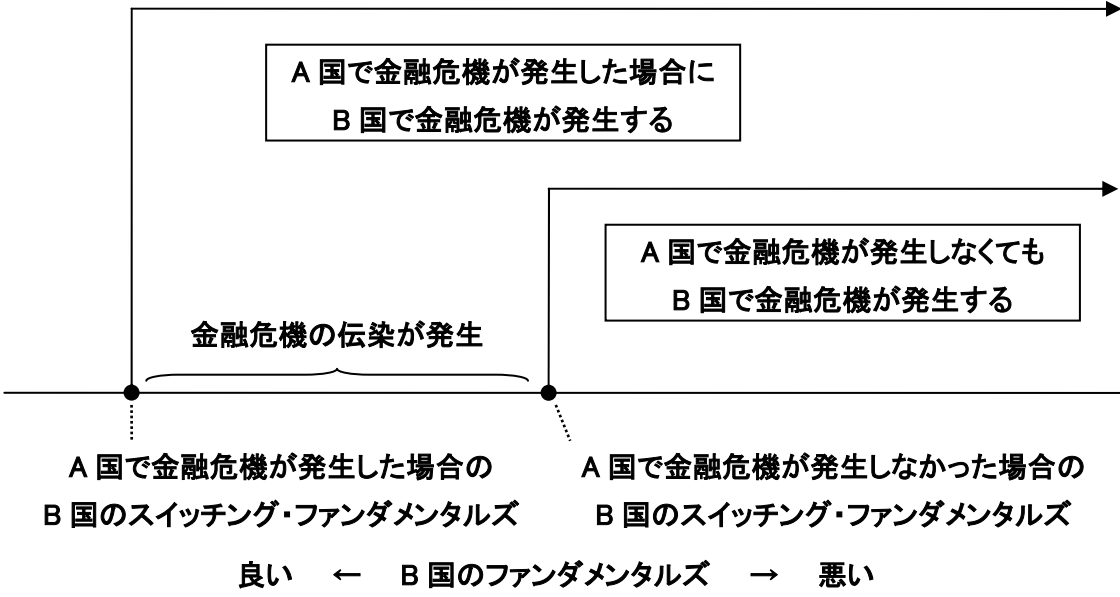 A 国で金融危機が発生した場合に
B 国で金融危機が発生する
A 国で金融危機が発生しなくても
B 国で金融危機が発生する
金融危機の伝染が発生
A 国で金融危機が発生した場合の
B 国のスイッチング・ファンダメンタルズ
A 国で金融危機が発生しなかった場合の
B 国のスイッチング・ファンダメンタルズ
良い ← B 国のファンダメンタルズ → 悪い